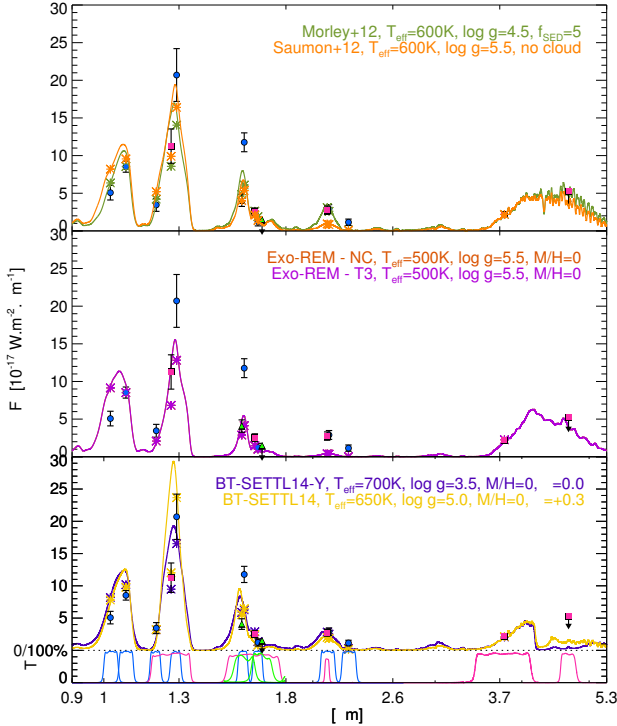 30
Morley+12, Teff=600K, log g=4.5, fSED=5
Saumon+12, Teff=600K, log g=5.5, no cloud
25
20
15
10
5
0
30
Exo-REM - NC, Teff=500K, log g=5.5, M/H=0
Exo-REM - T3, Teff=500K, log g=5.5, M/H=0
25
20
15
10
5
0
F [10-17 W.m-2. m-1]
30
BT-SETTL14-Y, Teff=700K, log g=3.5, M/H=0, =0.0
BT-SETTL14, Teff=650K, log g=5.0, M/H=0, =+0.3
25
20
15
10
5
0/100%
T
0
0.9 1 1.3 1.8 2.6 3.7 5.3
[ m]